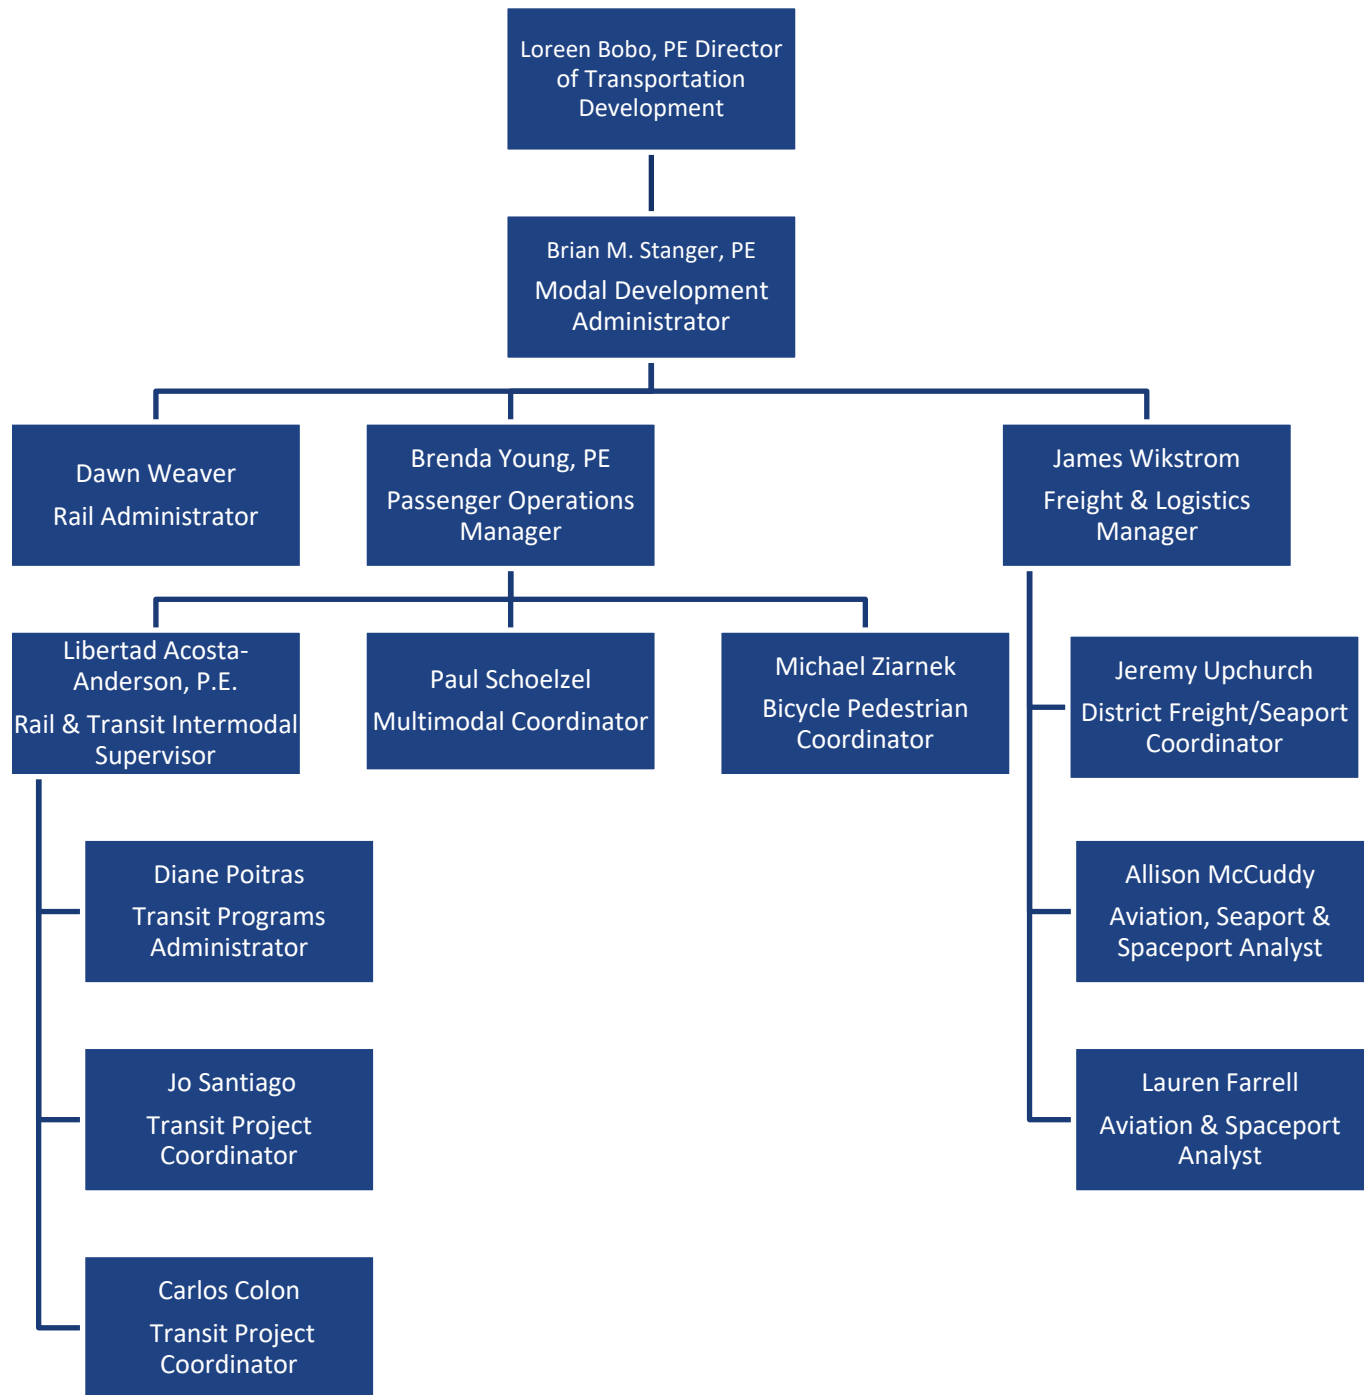 Loreen Bobo, PE Director
of Transportation
Development
Brian M. Stanger, PE
Modal Development
Administrator
Dawn Weaver
Rail Administrator
Brenda Young, PE
Passenger Operations
Manager
James Wikstrom
Freight & Logistics
Manager
Libertad Acosta-
Anderson, P.E.
Rail & Transit Intermodal
Supervisor
Paul Schoelzel
Multimodal Coordinator
Michael Ziarnek
Bicycle Pedestrian
Coordinator
Jeremy Upchurch
District Freight/Seaport
Coordinator
Diane Poitras
Transit Programs
Administrator
Allison McCuddy
Aviation, Seaport &
Spaceport Analyst
Jo Santiago
Transit Project
Coordinator
Lauren Farrell
Aviation & Spaceport
Analyst
Carlos Colon
Transit Project
Coordinator